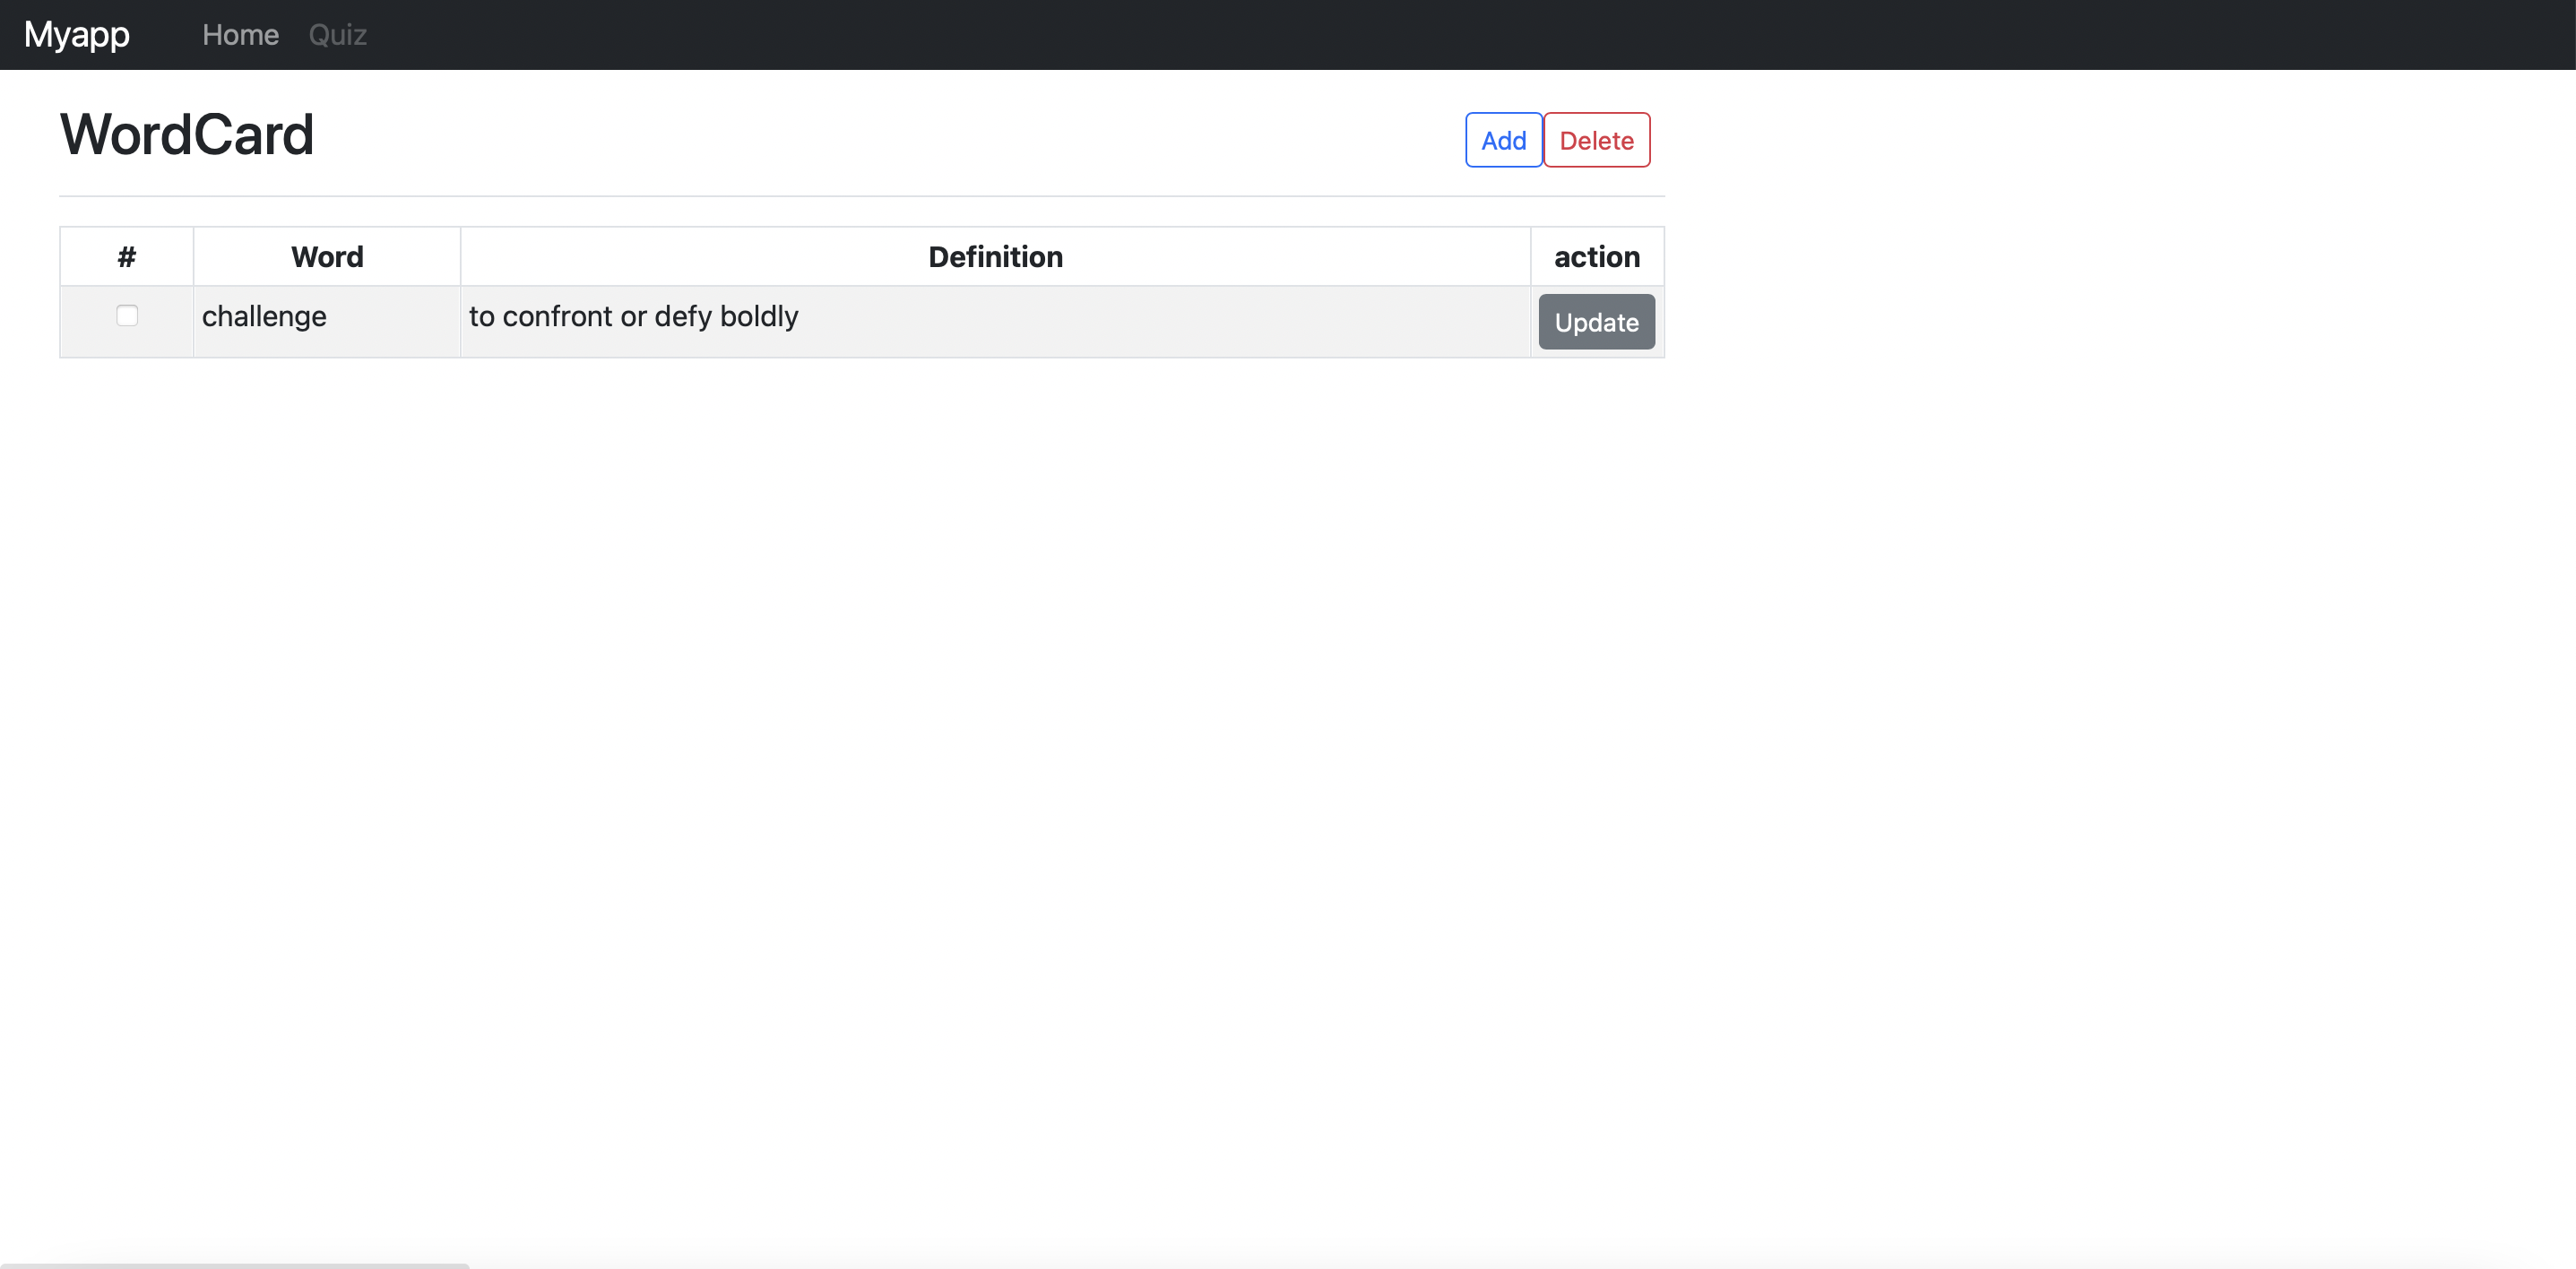 Myapp Home Quiz
WordCard
Add Delete
# Word Definition action
challenge to confront or defy boldly Update